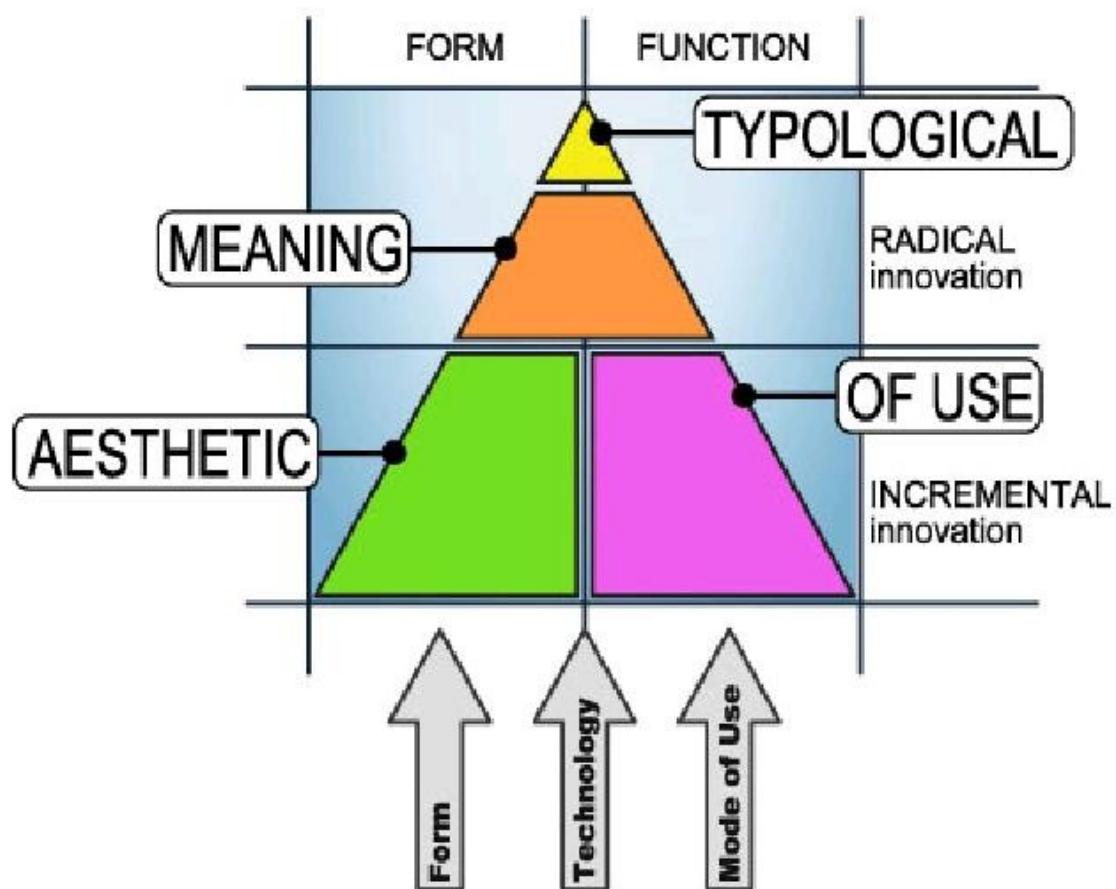 FORM
FUNCTION
TYPOLOGICAL
MEANING
RADICAL
innovation
OF USE
AESTHETIC
INCREMENTAL
innovation
Form
Technology
Mode of Use